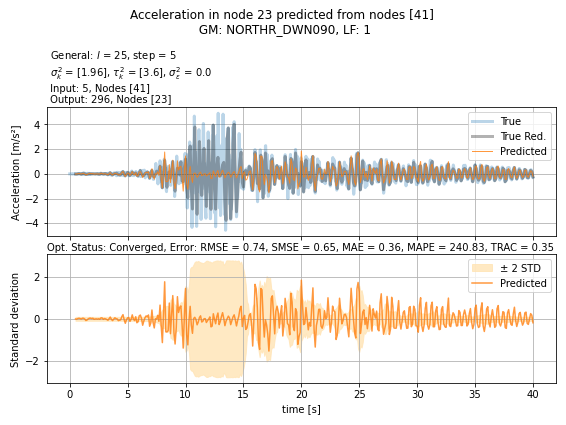 Acceleration in node 23 predicted from nodes [41]
GM: NORTHR_DWN090, LF: 1
General: l = 25, step = 5
σ²ₖ = [1.96], τ²ₖ = [3.6], σ²ε = 0.0
Input: 5, Nodes [41]
Output: 296, Nodes [23]
Acceleration [m/s²]
4
2
0
−2
−4
True
True Red.
Predicted
Opt. Status: Converged, Error: RMSE = 0.74, SMSE = 0.65, MAE = 0.36, MAPE = 240.83, TRAC = 0.35
Standard deviation
2
0
−2
± 2 STD
Predicted
0 5 10 15 20 25 30 35 40
time [s]